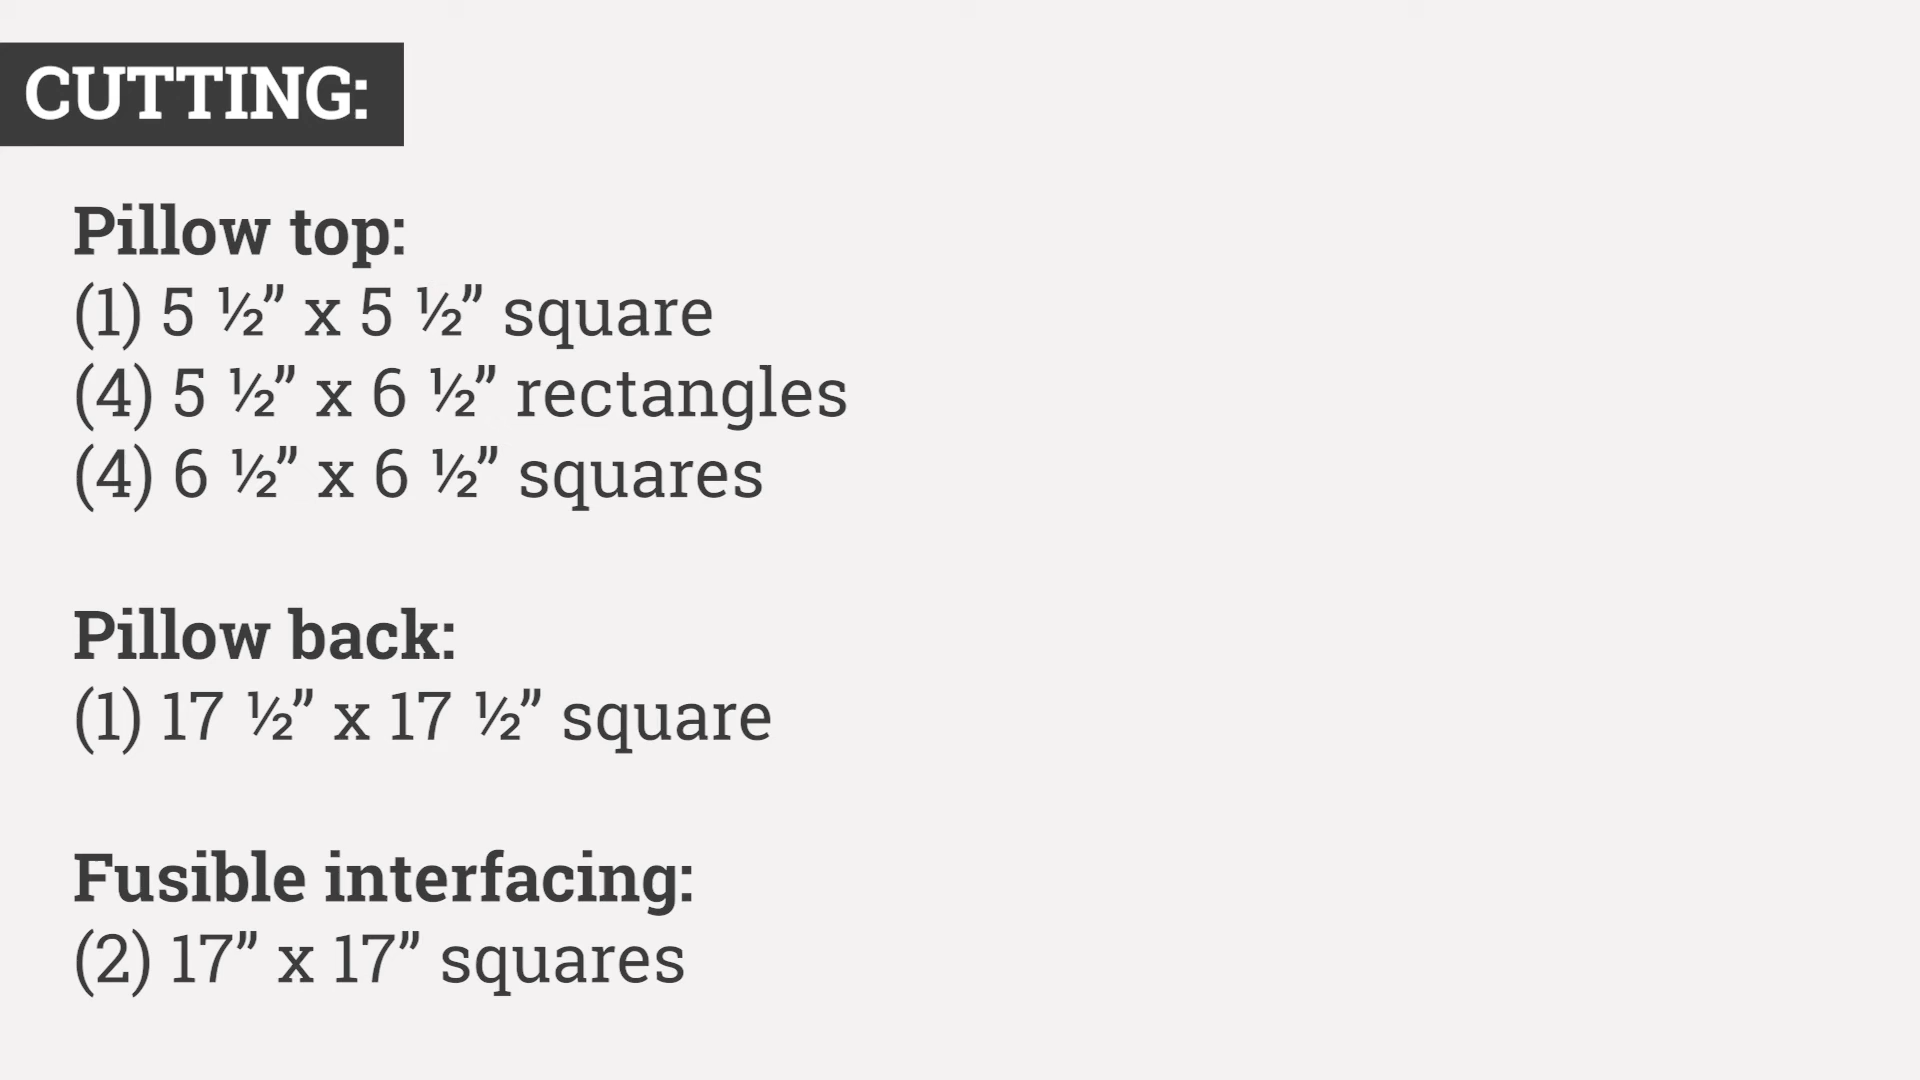 CUTTING:
Pillow top:
(1) 5 ½” x 5 ½” square
(4) 5 ½” x 6 ½” rectangles
(4) 6 ½” x 6 ½” squares
Pillow back:
(1) 17 ½” x 17 ½” square
Fusible interfacing:
(2) 17” x 17” squares